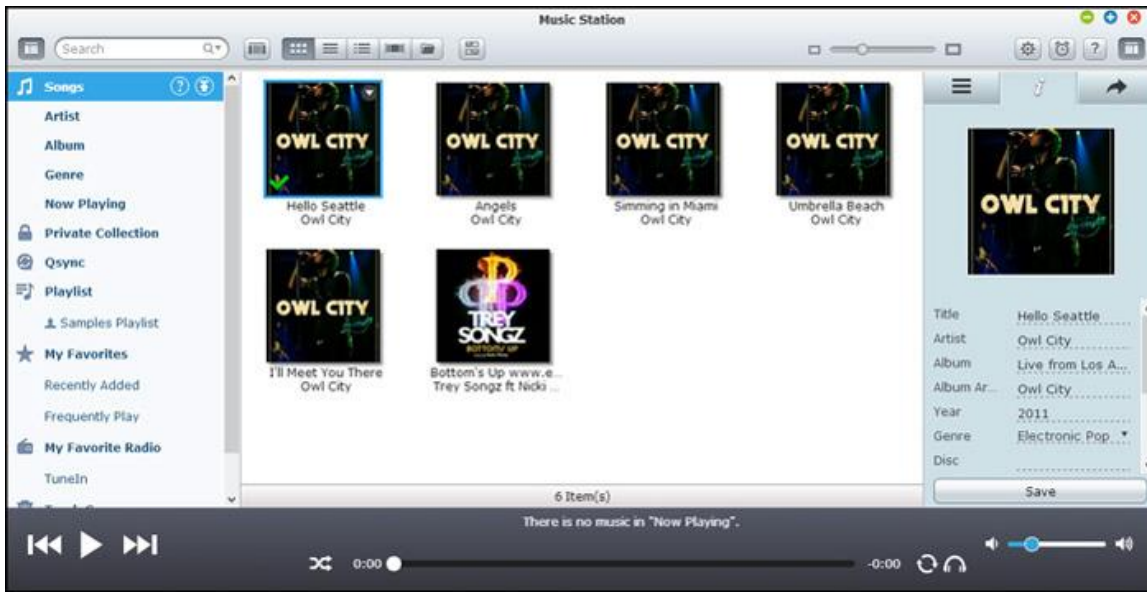 Music Station
Search
Songs
Artist
Album
Genre
Now Playing
Private Collection
Qsync
Playlist
Samples Playlist
My Favorites
Recently Added
Frequently Play
My Favorite Radio
TuneIn
OWL CITY
Hello Seattle
Owl City
OWL CITY
Angels
Owl City
OWL CITY
Simming in Miami
Owl City
OWL CITY
Umbrella Beach
Owl City
OWL CITY
I'll Meet You There
Owl City
TREY
SONGZ
BOTTOMS UP
Bottom's Up www.e...
Trey Songz ft Nicki ...
6 Item(s)
OWL CITY
Title Hello Seattle
Artist Owl City
Album Live from Los A...
Album Ar... Owl City
Year 2011
Genre Electronic Pop
Disc
Save
There is no music in "Now Playing".
0:00
-0:00